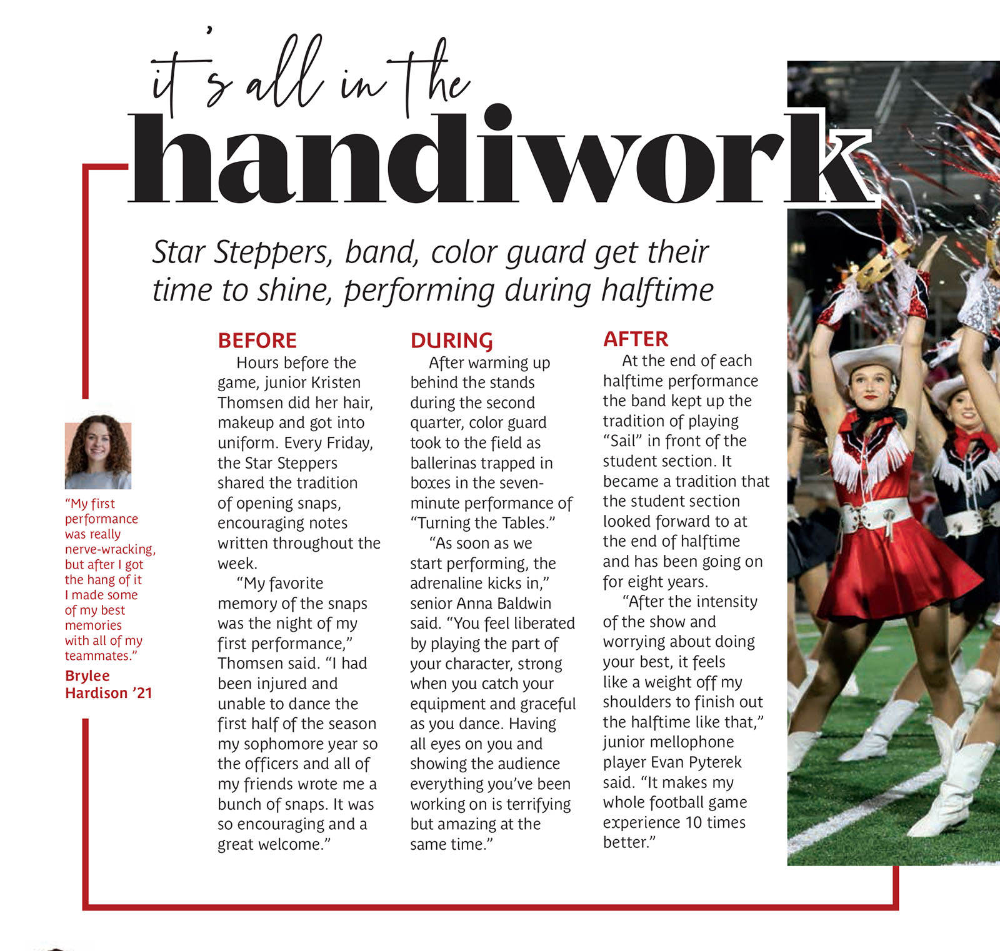 it's all in the
handiwork
Star Steppers, band, color guard get their
time to shine, performing during halftime
"My first
performance
was really
nerve-wracking,
but after I got
the hang of it
I made some
of my best
memories
with all of my
teammates."
Brylee
Hardison '21
BEFORE
Hours before the
game, junior Kristen
Thomsen did her hair,
makeup and got into
uniform. Every Friday,
the Star Steppers
shared the tradition
of opening snaps,
encouraging notes
written throughout the
week.
"My favorite
memory of the snaps
was the night of my
first performance,"
Thomsen said. "I had
been injured and
unable to dance the
first half of the season
my sophomore year so
the officers and all of
my friends wrote me a
bunch of snaps. It was
so encouraging and a
great welcome."
DURING
After warming up
behind the stands
during the second
quarter, color guard
took to the field as
ballerinas trapped in
boxes in the seven-
minute performance of
"Turning the Tables."
"As soon as we
start performing, the
adrenaline kicks in,"
senior Anna Baldwin
said. "You feel liberated
by playing the part of
your character, strong
when you catch your
equipment and graceful
as you dance. Having
all eyes on you and
showing the audience
everything you've been
working on is terrifying
but amazing at the
same time."
AFTER
At the end of each
halftime performance
the band kept up the
tradition of playing
"Sail" in front of the
student section. It
became a tradition that
the student section
looked forward to at
the end of halftime
and has been going on
for eight years.
"After the intensity
of the show and
worrying about doing
your best, it feels
like a weight off my
shoulders to finish out
the halftime like that,"
junior mellophone
player Evan Pyterek
said. "It makes my
whole football game
experience 10 times
better."